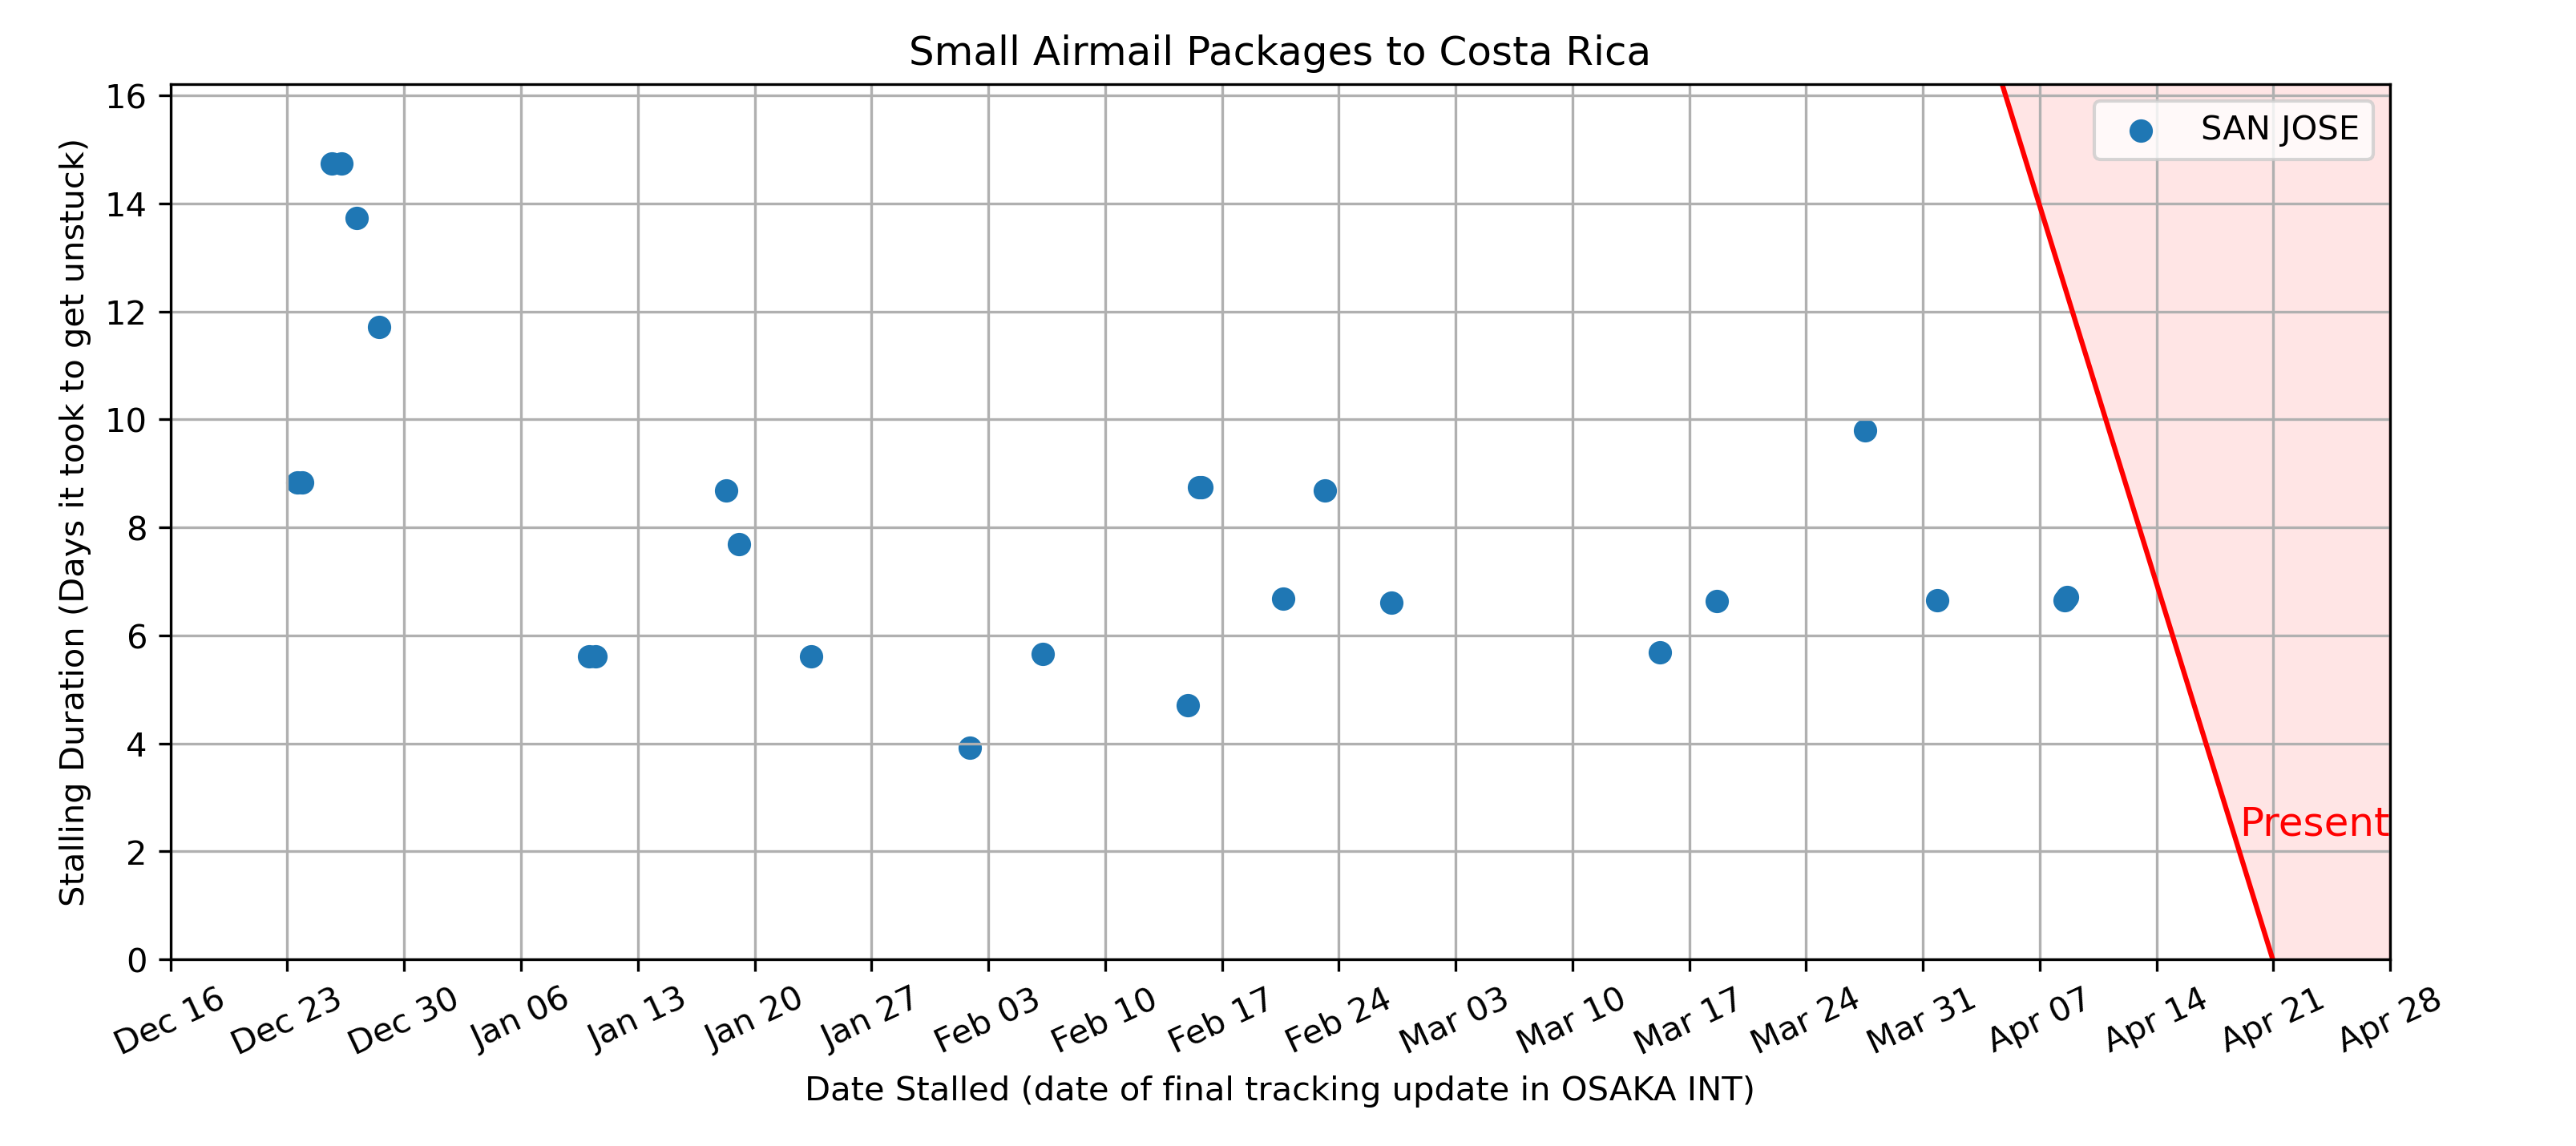 Small Airmail Packages to Costa Rica
SAN JOSE
Stalling Duration (Days it took to get unstuck)
16
14
12
10
8
6
4
2
0
Present
Dec 16
Dec 23
Dec 30
Jan 06
Jan 13
Jan 20
Jan 27
Feb 03
Feb 10
Feb 17
Feb 24
Mar 03
Mar 10
Mar 17
Mar 24
Mar 31
Apr 07
Apr 14
Apr 21
Apr 28
Date Stalled (date of final tracking update in OSAKA INT)